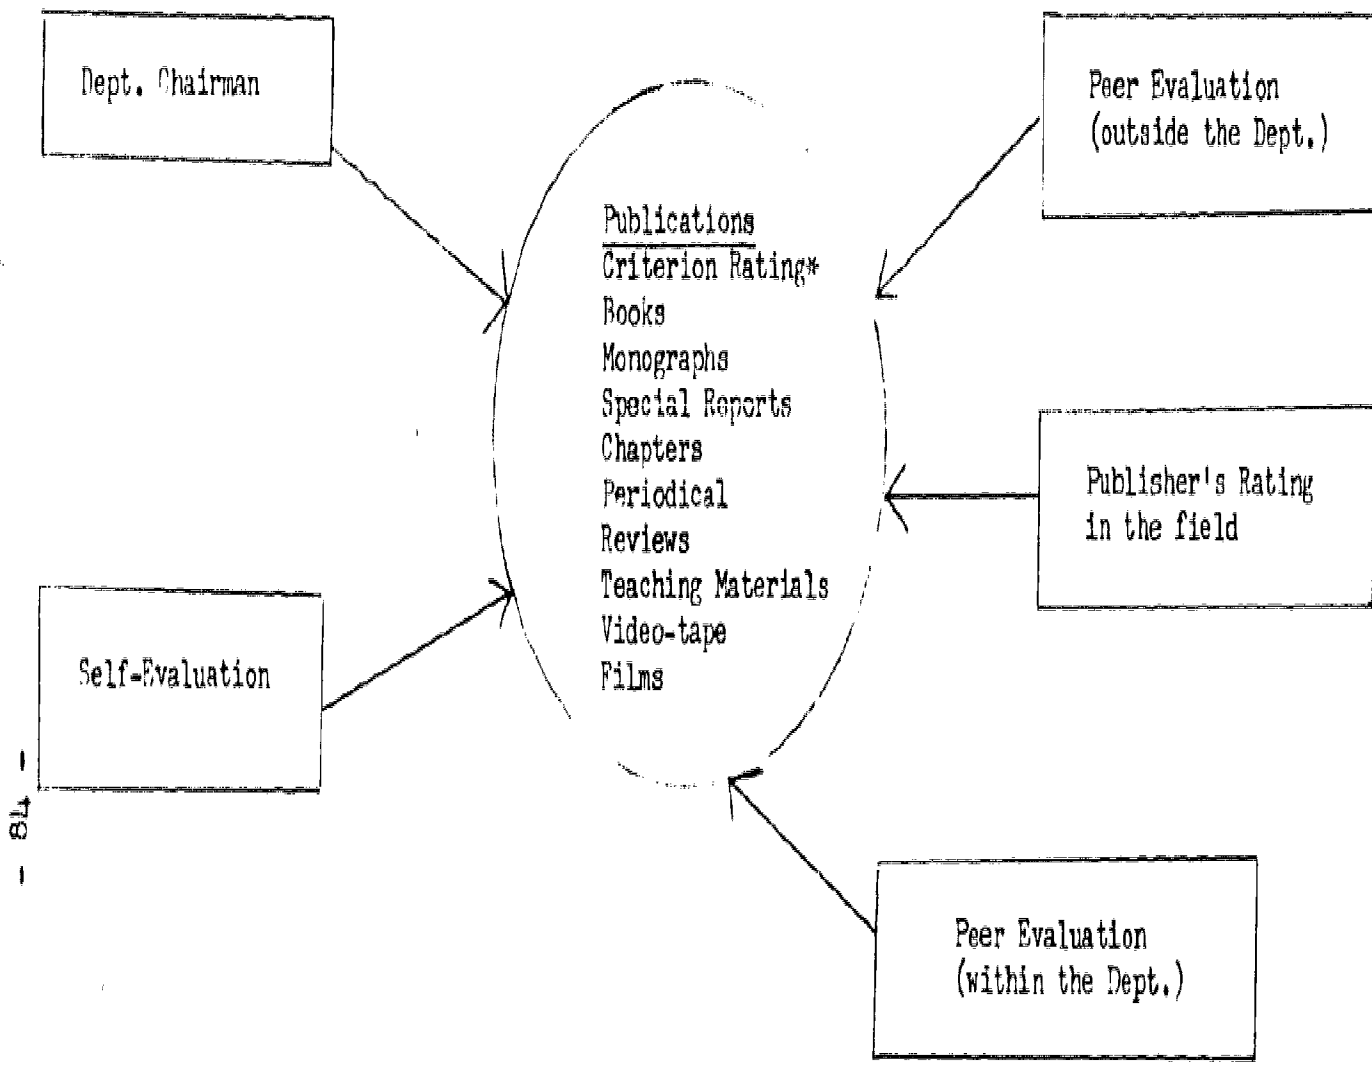 Dept. Chairman
Peer Evaluation
(outside the Dept.)
Publications
Criterion Rating*
Books
Monographs
Special Reports
Chapters
Periodical
Reviews
Teaching Materials
Video-tape
Films
Publisher's Rating
in the field
Self-Evaluation
Peer Evaluation
(within the Dept.)
- 84 -